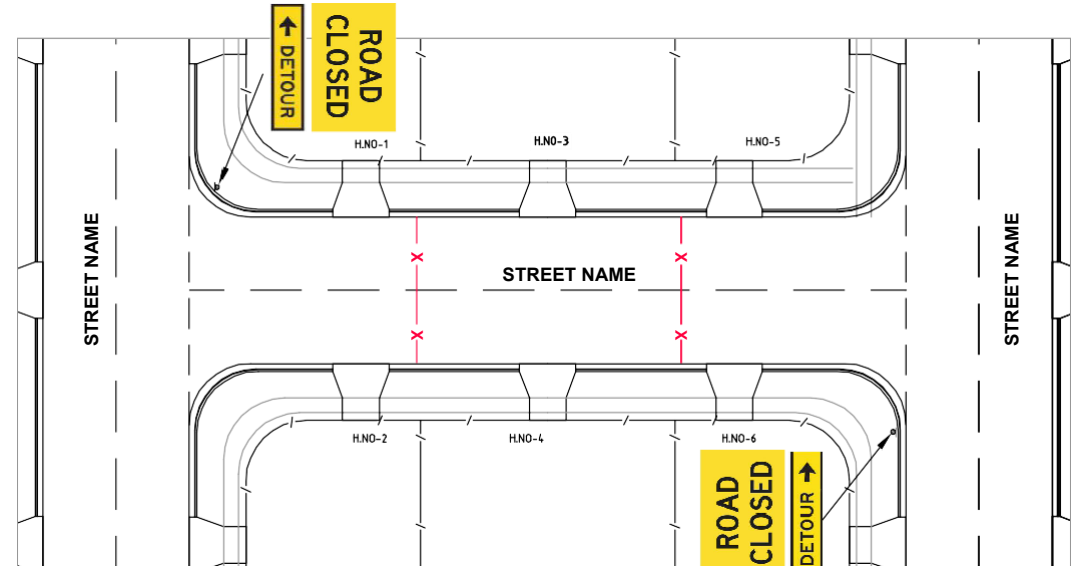 ROAD
CLOSED
← DETOUR
H.NO-1
H.NO-3
H.NO-5
STREET NAME
X
X
STREET NAME
STREET NAME
X
X
H.NO-2
H.NO-4
H.NO-6
ROAD
CLOSED
DETOUR →